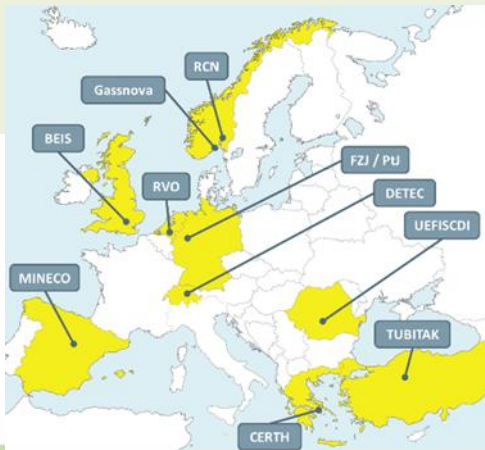 RCN
Gassnova
BEIS
FZJ / PtJ
RVO
DETEC
UEFISCDI
MINECO
TUBITAK
CERTH